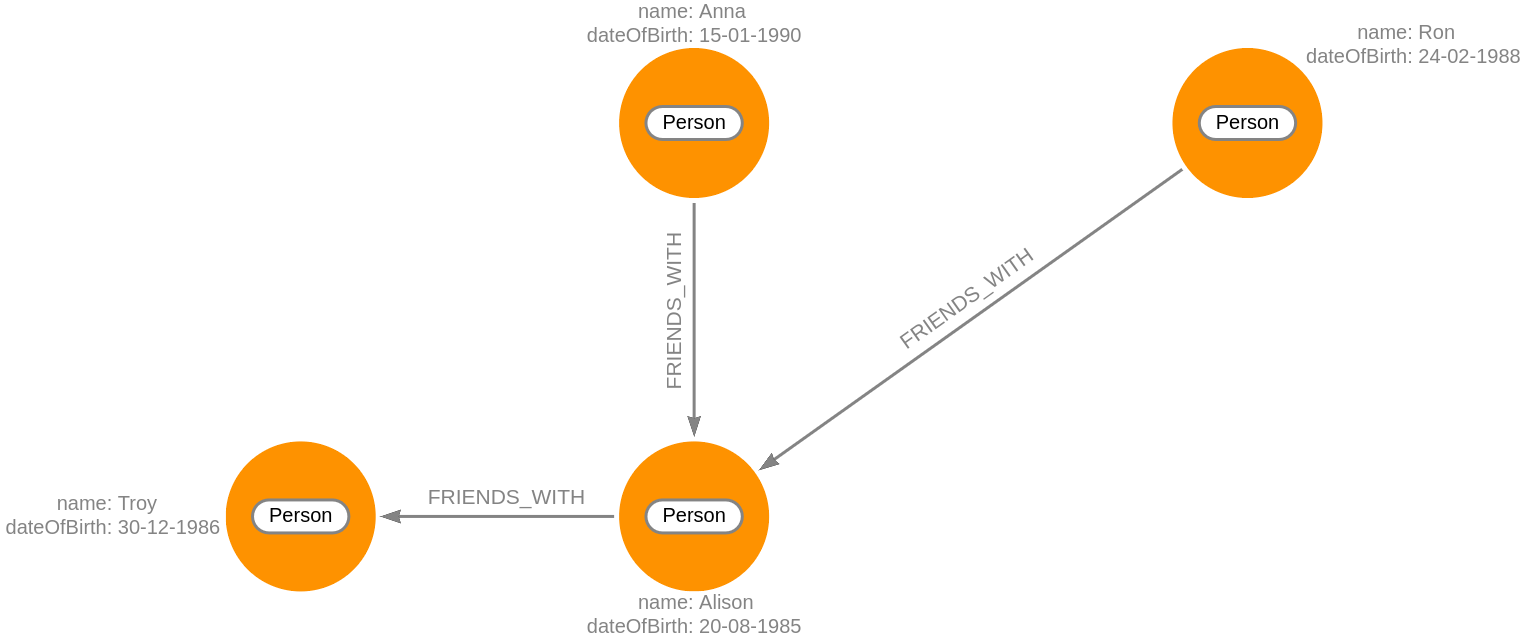 name: Anna
dateOfBirth: 15-01-1990
name: Ron
dateOfBirth: 24-02-1988
Person
Person
FRIENDS_WITH
FRIENDS_WITH
name: Troy
dateOfBirth: 30-12-1986
Person
FRIENDS_WITH
Person
name: Alison
dateOfBirth: 20-08-1985